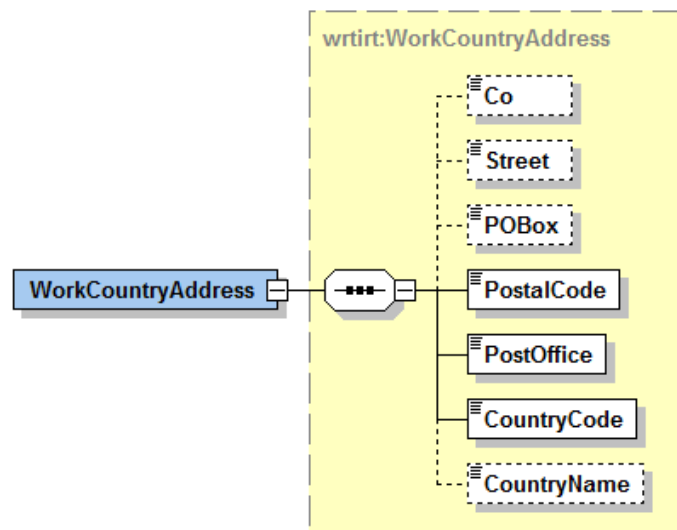 wrtirt:WorkCountryAddress
Co
Street
POBox
WorkCountryAddress
PostalCode
PostOffice
CountryCode
CountryName